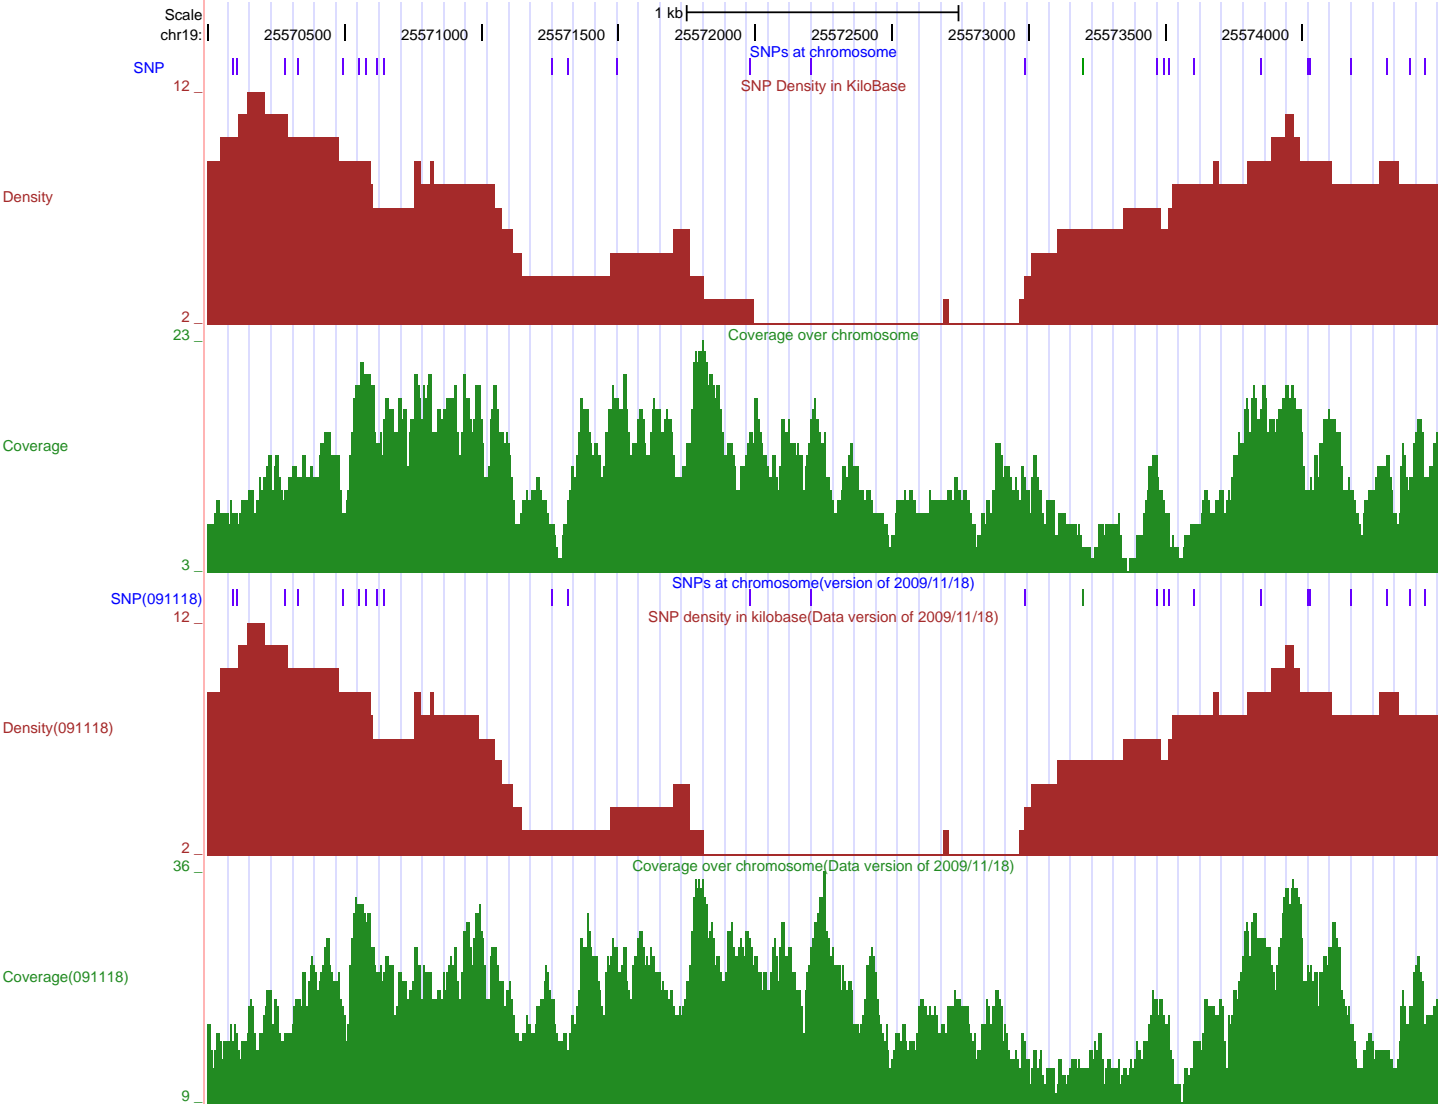 Scale 1 kb
chr19: 25570500 25571000 25571500 25572000 25572500 25573000 25573500 25574000
SNPs at chromosome
SNP
SNP Density in KiloBase
12 _
Density
2 _
Coverage over chromosome
23 _
Coverage
3 _
SNPs at chromosome(version of 2009/11/18)
SNP(091118)
SNP density in kilobase(Data version of 2009/11/18)
12 _
Density(091118)
2 _
Coverage over chromosome(Data version of 2009/11/18)
36 _
Coverage(091118)
9 _